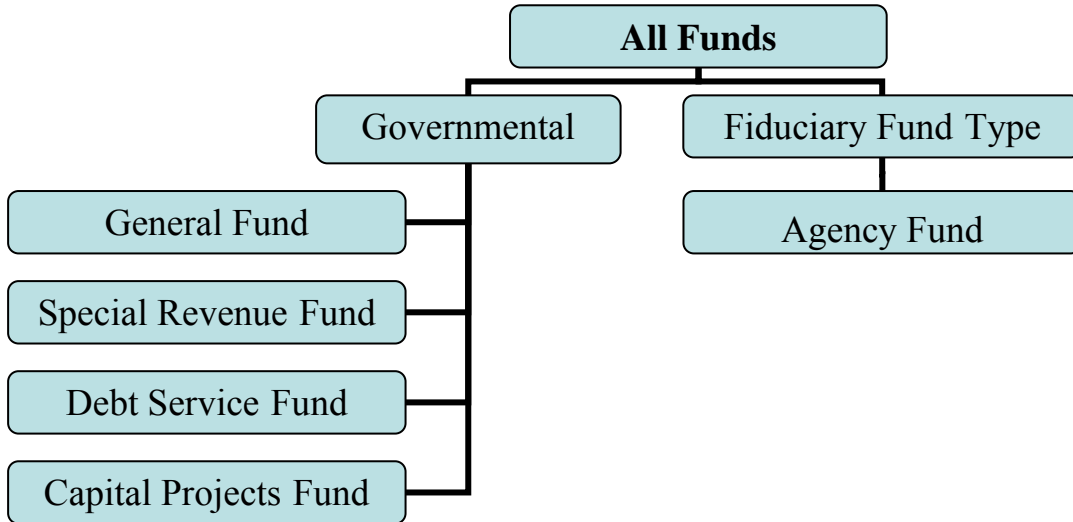 All Funds
Governmental
Fiduciary Fund Type
General Fund
Agency Fund
Special Revenue Fund
Debt Service Fund
Capital Projects Fund